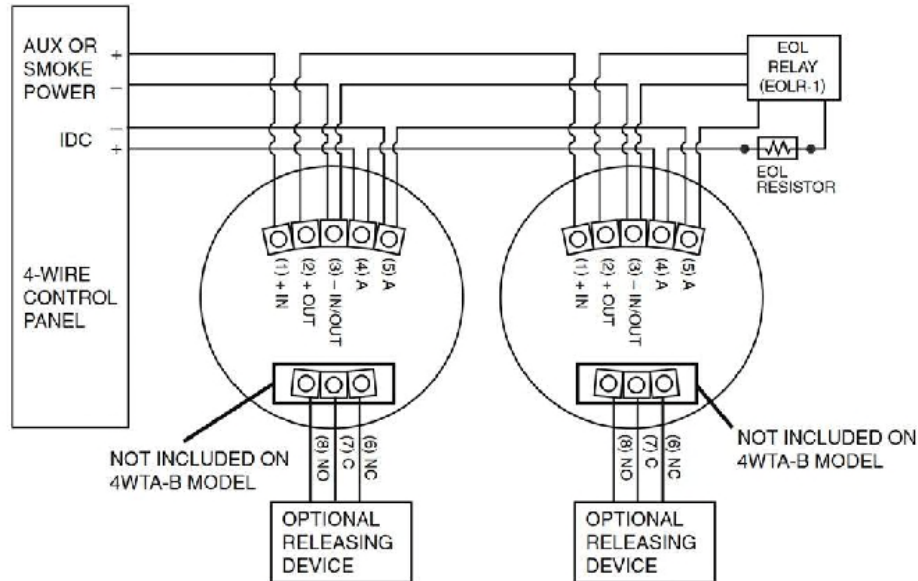 AUX OR
SMOKE
POWER
+
−
IDC
−
+
4-WIRE
CONTROL
PANEL
EOL
RELAY
(EOLR-1)
EOL
RESISTOR
(1) + IN
(2) + OUT
(3) − IN/OUT
(4) A
(5) A
(1) + IN
(2) + OUT
(3) − IN/OUT
(4) A
(5) A
NOT INCLUDED ON
4WTA-B MODEL
(8) NO
(7) C
(6) NC
OPTIONAL
RELEASING
DEVICE
(8) NO
(7) C
(6) NC
NOT INCLUDED ON
4WTA-B MODEL
OPTIONAL
RELEASING
DEVICE